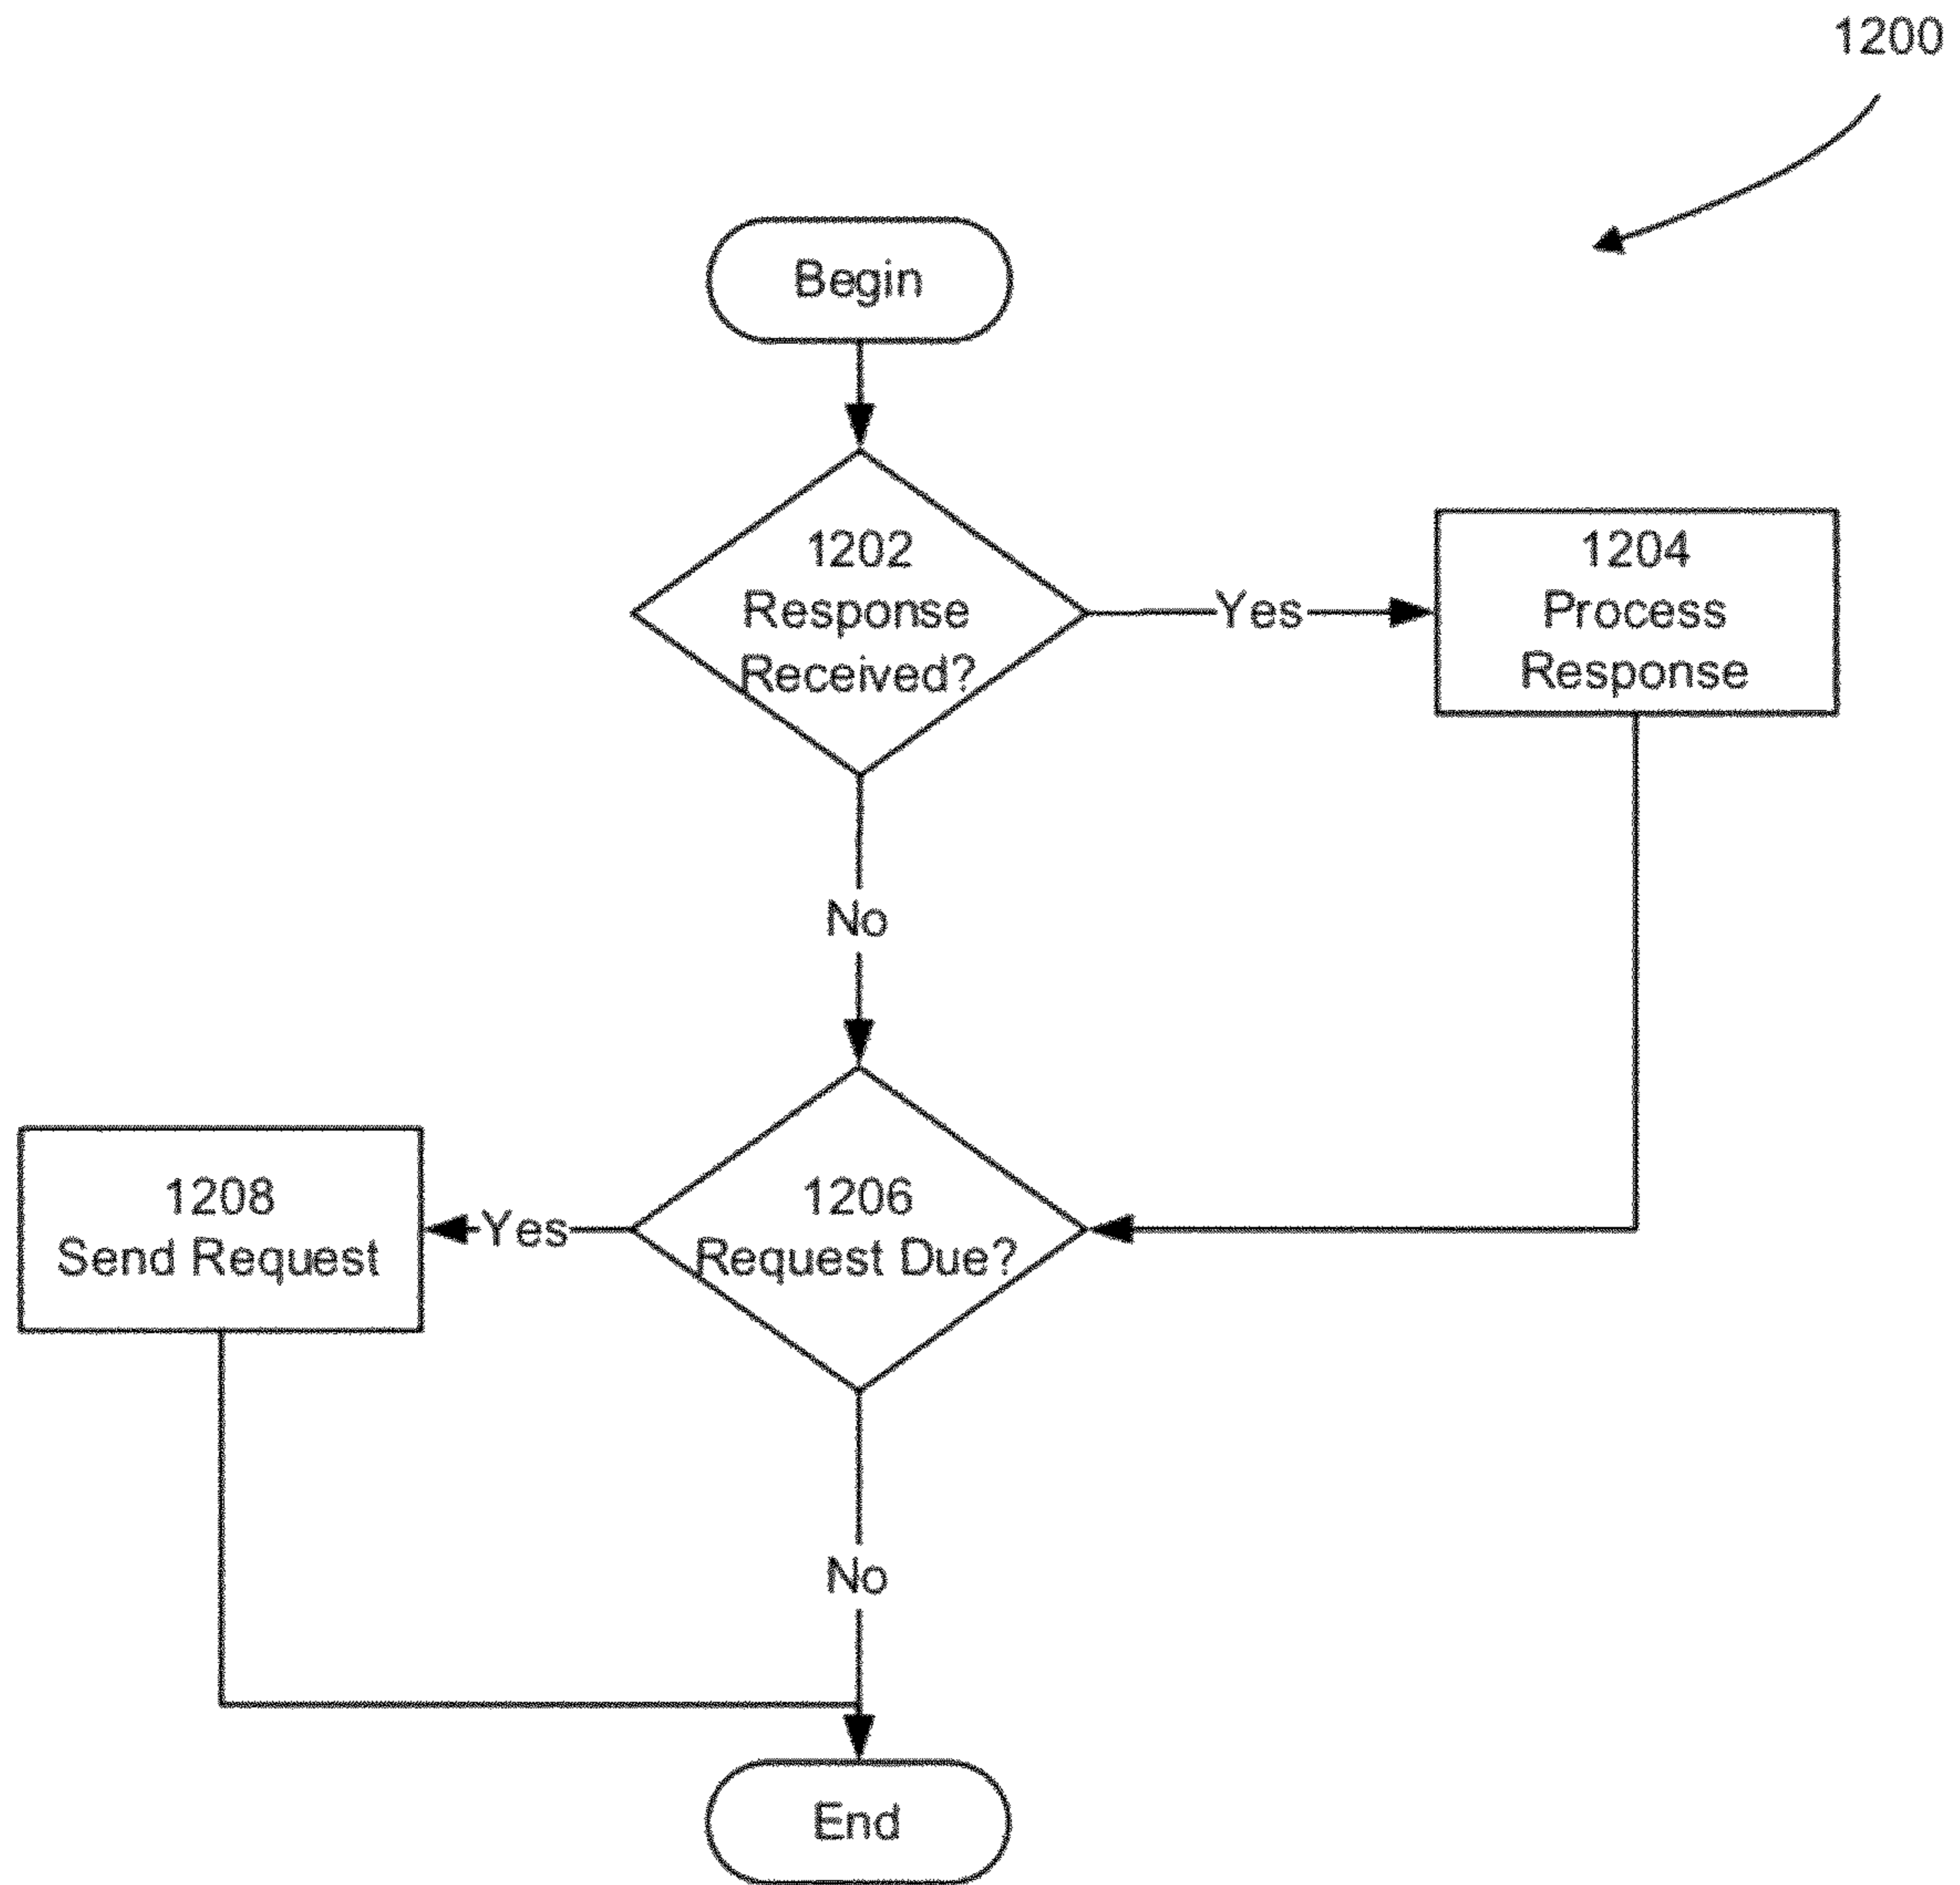 1200
Begin
1202
Response
Received?
Yes
1204
Process
Response
No
1208
Send Request
Yes
1206
Request Due?
No
End